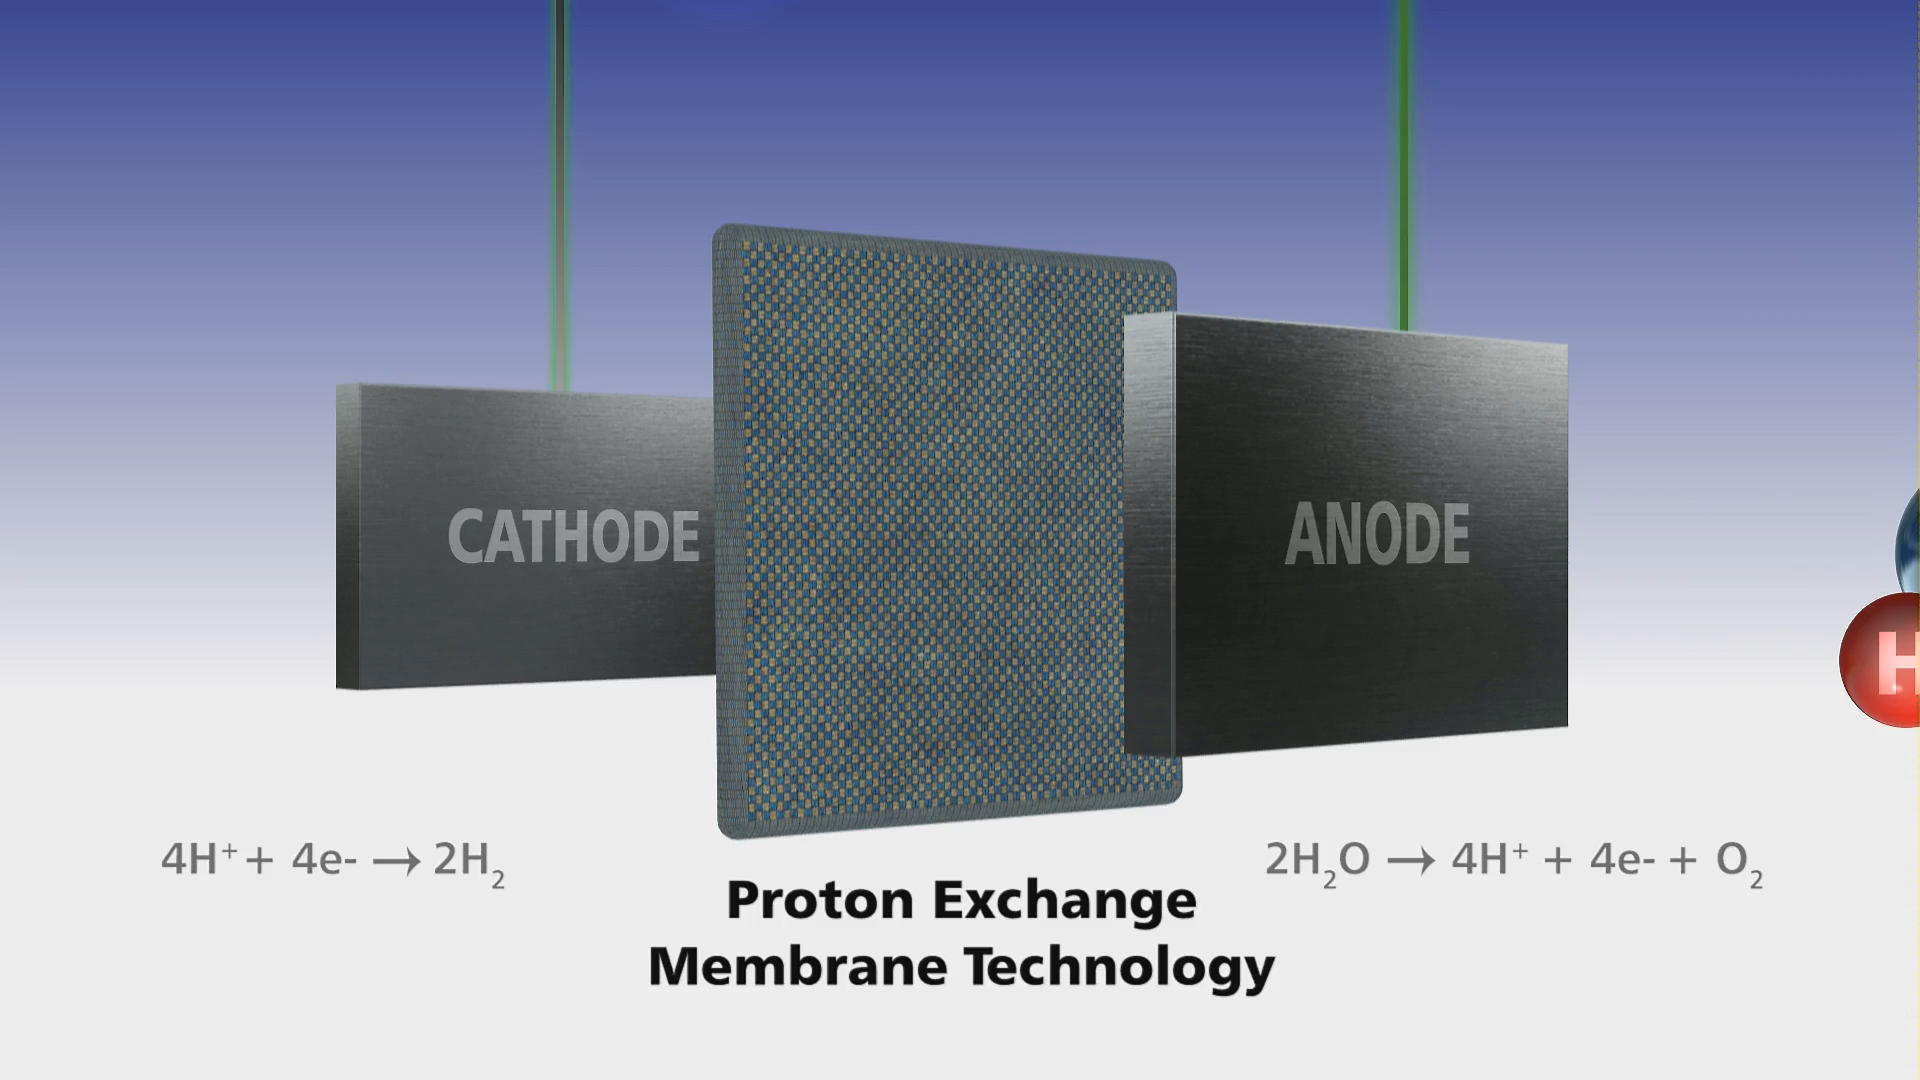 CATHODE
ANODE
H
4H⁺ + 4e- → 2H₂
2H₂O → 4H⁺ + 4e- + O₂
Proton Exchange
Membrane Technology